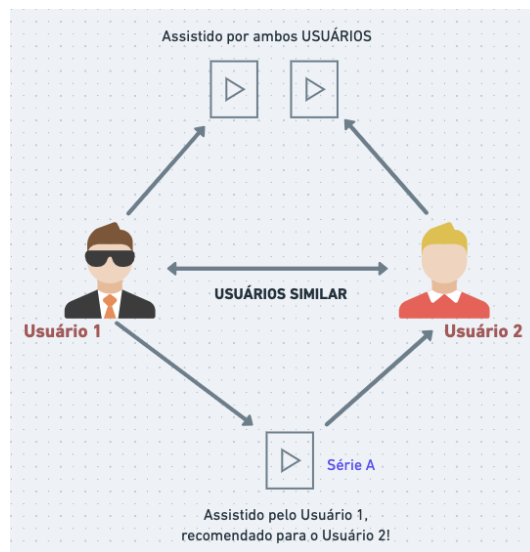 Assistido por ambos USUÁRIOS
USUÁRIOS SIMILAR
Usuário 1
Usuário 2
Série A
Assistido pelo Usuário 1,
recomendado para o Usuário 2!